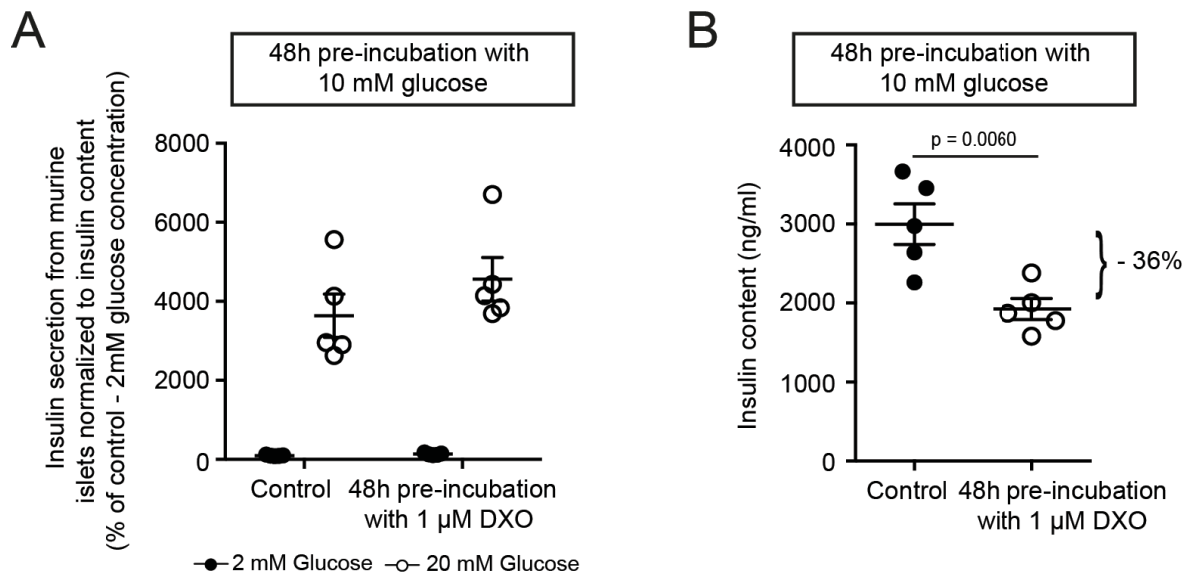 A
48h pre-incubation with
10 mM glucose
Insulin secretion from murine
islets normalized to insulin content
(% of control - 2mM glucose concentration)
8000
6000
4000
2000
0
Control
48h pre-incubation
with 1 µM DXO
2 mM Glucose
20 mM Glucose
B
48h pre-incubation with
10 mM glucose
p = 0.0060
Insulin content (ng/ml)
4000
3000
2000
1000
0
- 36%
Control
48h pre-incubation
with 1 µM DXO